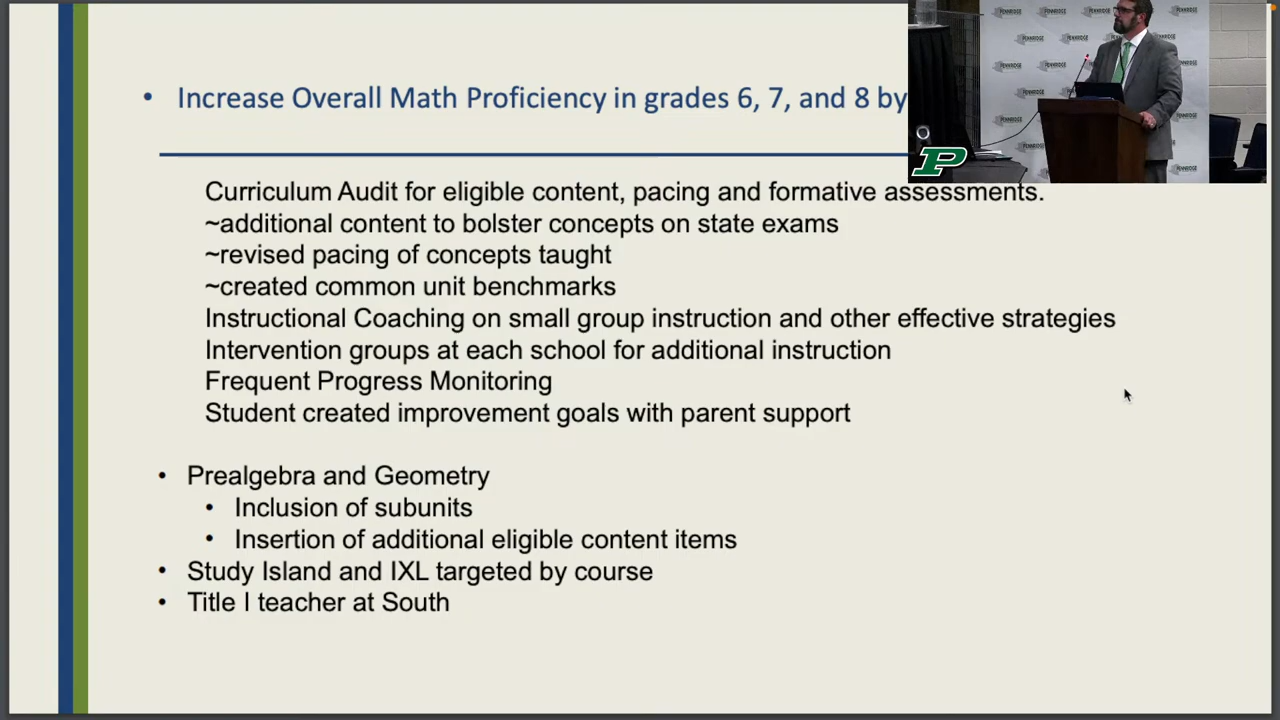 • Increase Overall Math Proficiency in grades 6, 7, and 8 by
Curriculum Audit for eligible content, pacing and formative assessments.
~additional content to bolster concepts on state exams
~revised pacing of concepts taught
~created common unit benchmarks
Instructional Coaching on small group instruction and other effective strategies
Intervention groups at each school for additional instruction
Frequent Progress Monitoring
Student created improvement goals with parent support
• Prealgebra and Geometry
• Inclusion of subunits
• Insertion of additional eligible content items
• Study Island and IXL targeted by course
• Title I teacher at South
P
PENNRIDGE